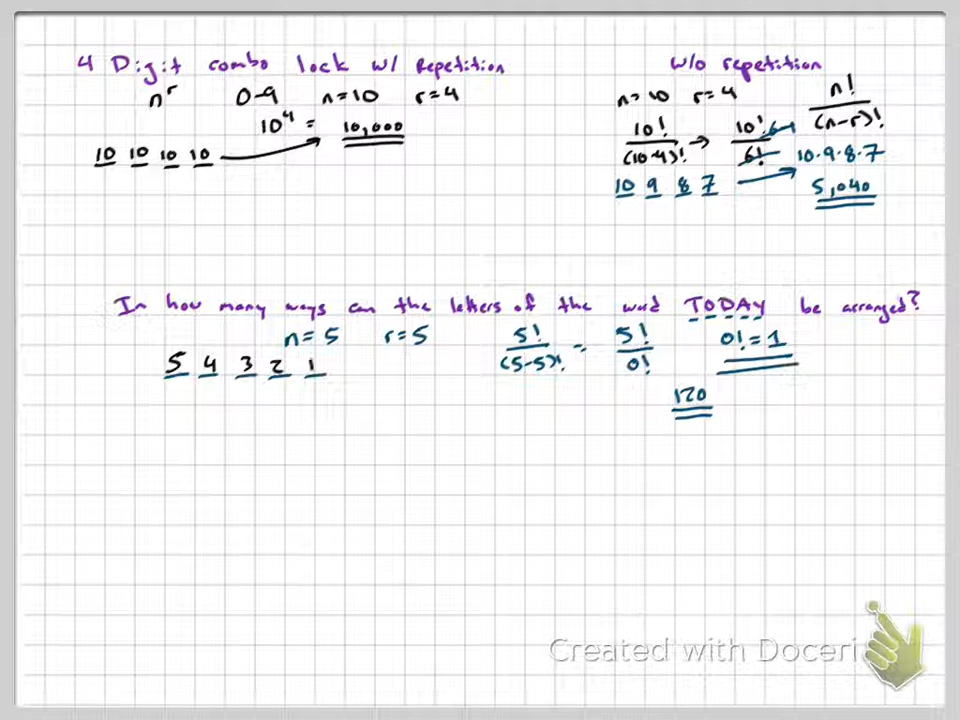 4 Digit combo lock w/ Repetition
n^r 0-9 n=10 r=4
10^4 = 10,000
10 10 10 10
w/o repetition
n=10 r=4 n!/(n-r)!
10!/(10-4)! → 10!/6! 10·9·8·7
10 9 8 7 5,040
In how many ways can the letters of the word TODAY be arranged?
n=5 r=5 5!/(5-5)! = 5!/0! 0!=1
5 4 3 2 1
120
Created with Doceri